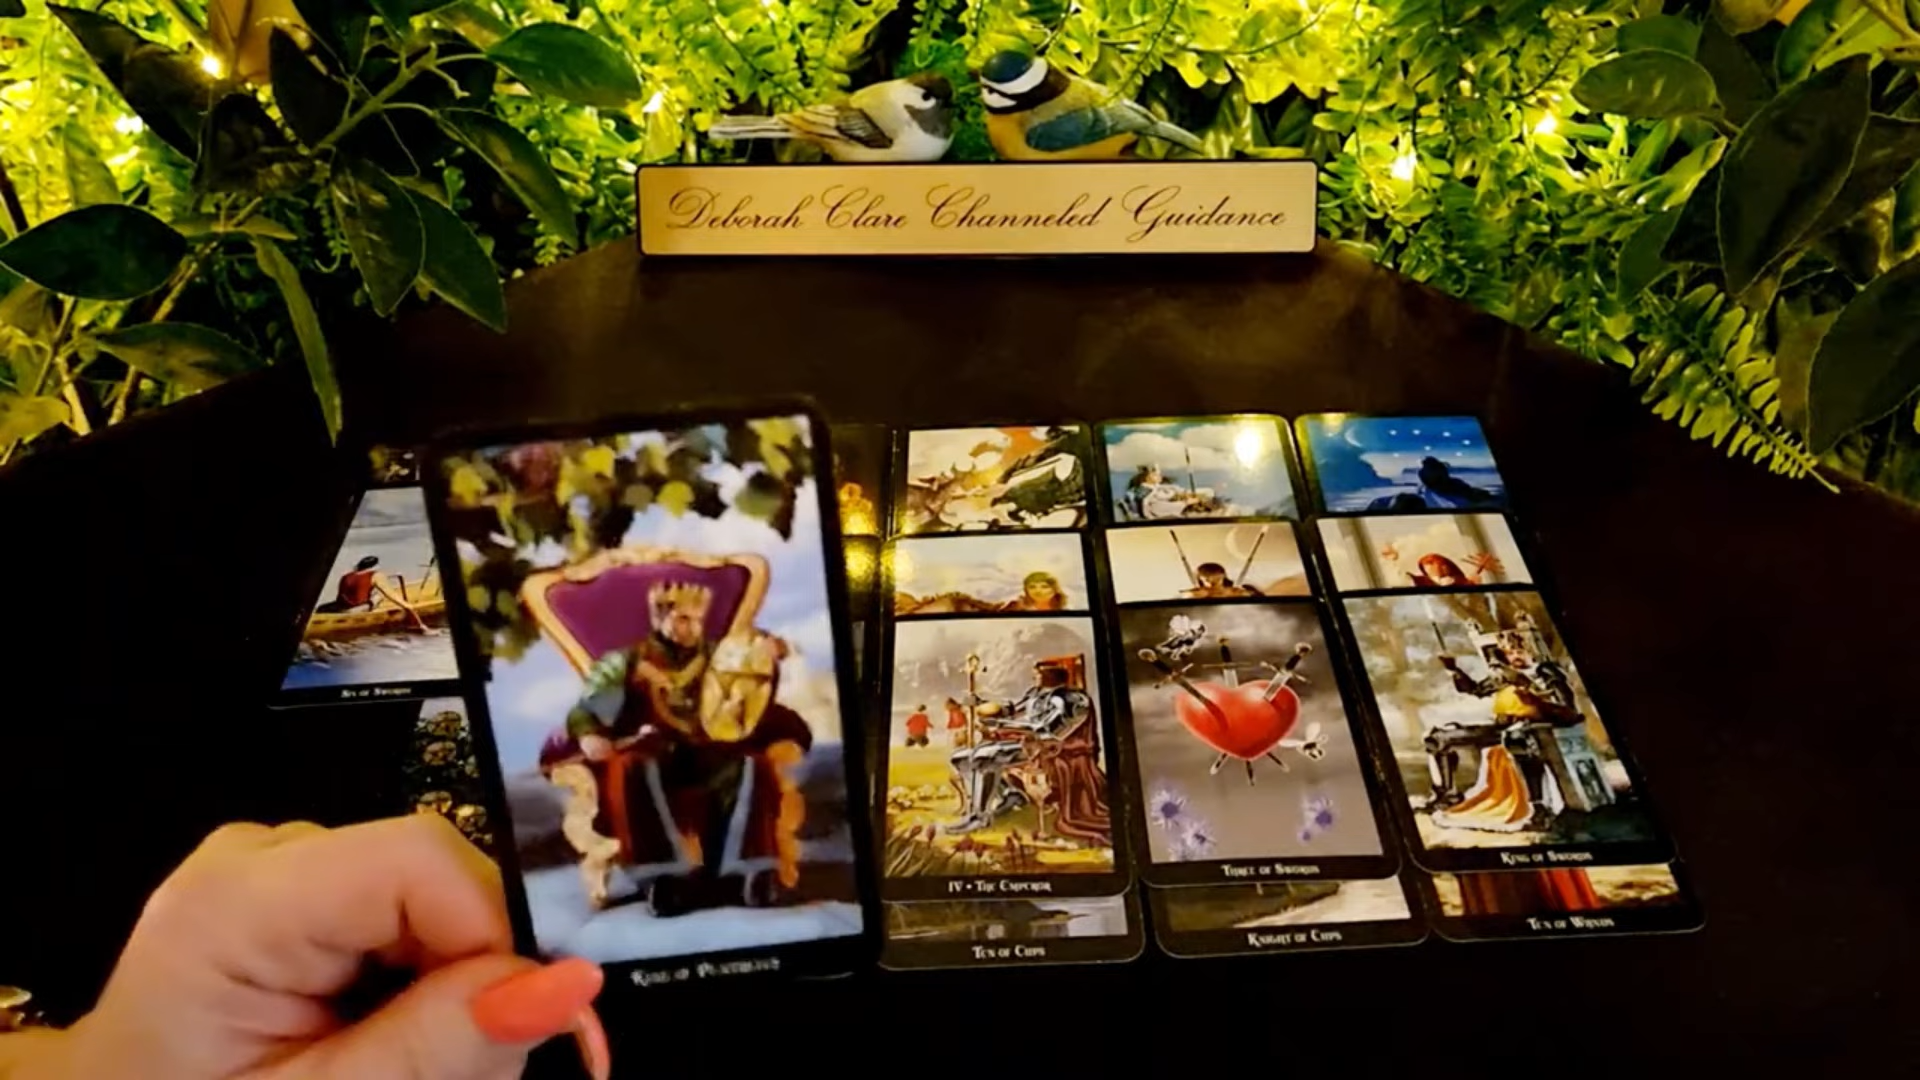 Deborah Clare Channeled Guidance
Six of Swords
King of Pentacles
IV • The Emperor
Ten of Cups
Three of Swords
Knight of Cups
King of Swords
Ten of Wands